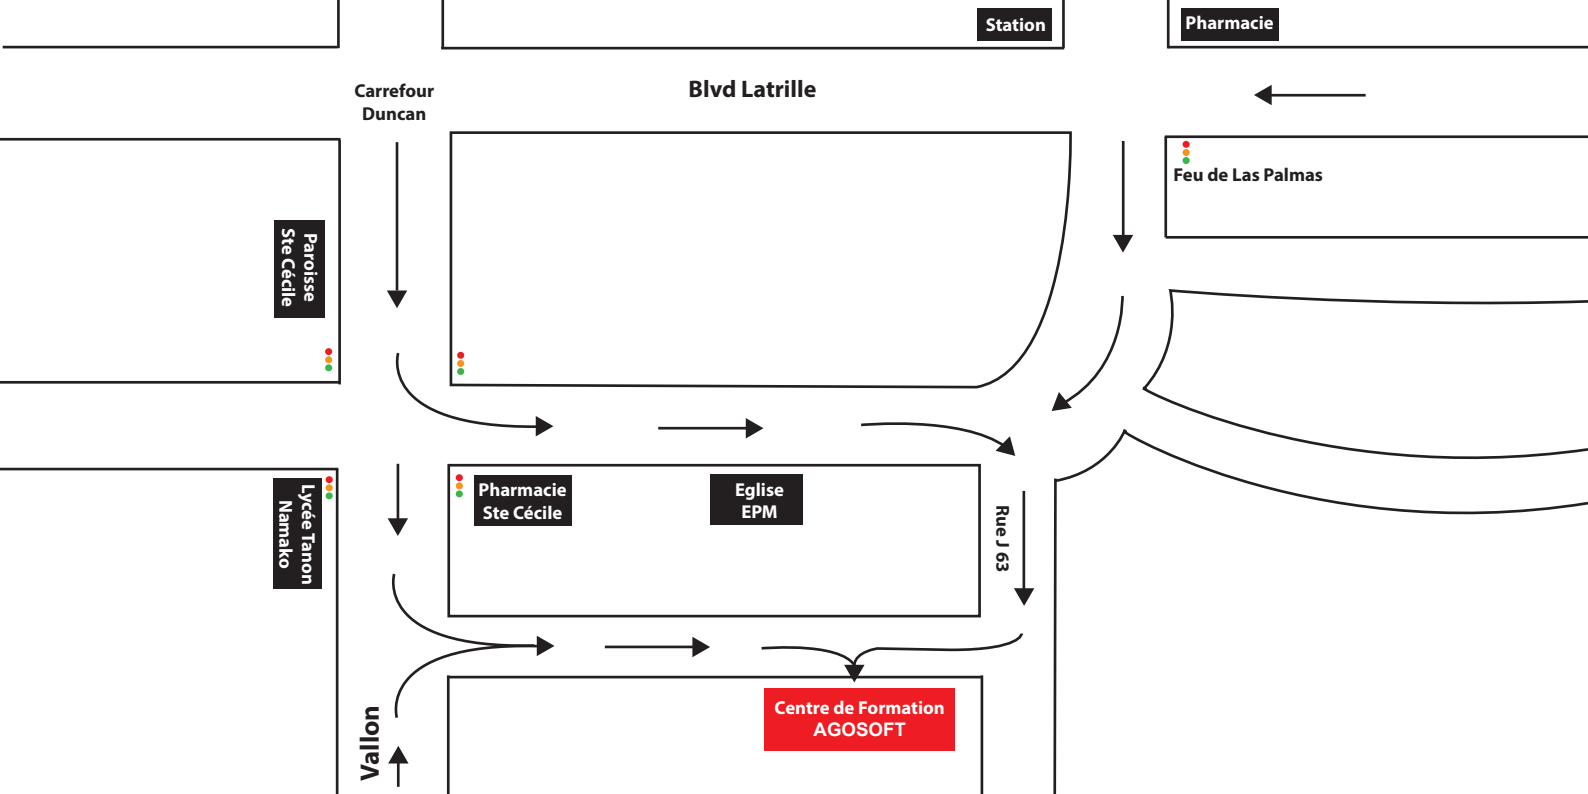 Station
Pharmacie
Carrefour
Duncan
Blvd Latrille
Feu de Las Palmas
Paroisse
Ste Cécile
Lycée Tanon
Namako
Pharmacie
Ste Cécile
Eglise
EPM
Rue J 63
Vallon
Centre de Formation
AGOSOFT